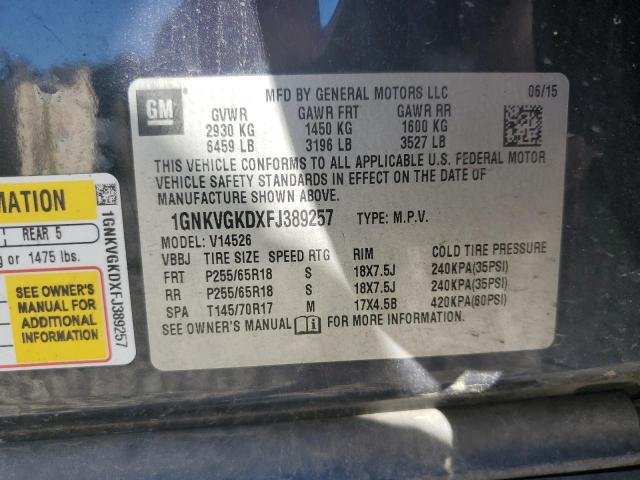 GM
MFD BY GENERAL MOTORS LLC 06/15
GVWR GAWR FRT GAWR RR
2930 KG 1450 KG 1600 KG
6459 LB 3196 LB 3527 LB
THIS VEHICLE CONFORMS TO ALL APPLICABLE U.S. FEDERAL MOTOR
VEHICLE SAFETY STANDARDS IN EFFECT ON THE DATE OF
MANUFACTURE SHOWN ABOVE.
1GNKVGKDXFJ389257 TYPE: M.P.V.
MODEL: V14526
VBBJ TIRE SIZE SPEED RTG RIM COLD TIRE PRESSURE
FRT P255/65R18 S 18X7.5J 240KPA(35PSI)
RR P255/65R18 S 18X7.5J 240KPA(35PSI)
SPA T145/70R17 M 17X4.5B 420KPA(60PSI)
SEE OWNER'S MANUAL FOR MORE INFORMATION.
MATION
REAR 5
or 1475 lbs.
SEE OWNER'S
MANUAL FOR
ADDITIONAL
INFORMATION
1GNKVGKDXFJ389257